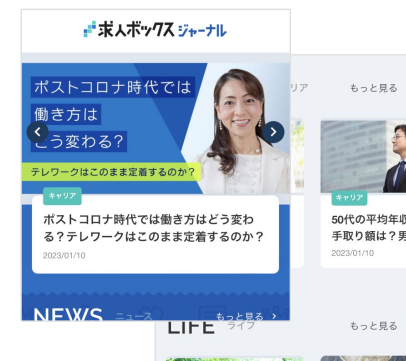 求人ボックス ジャーナル
ポストコロナ時代では
働き方は
こう変わる?
テレワークはこのまま定着するのか?
キャリア
ポストコロナ時代では働き方はどう変わ
る?テレワークはこのまま定着するのか?
2023/01/10
NEWS ニュース もっと見る
リア もっと見る
キャリア
50代の平均年収
手取り額は?男
2023/01/10
LIFE ライフ もっと見る